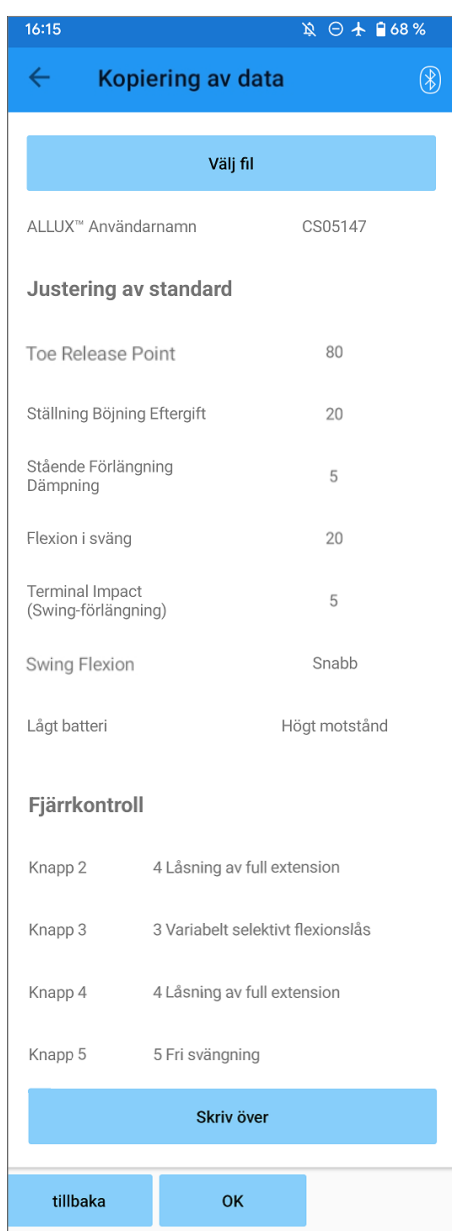 16:15 68 %
Kopiering av data
Välj fil
ALLUX™ Användarnamn CS05147
Justering av standard
Toe Release Point 80
Ställning Böjning Eftergift 20
Stående Förlängning
Dämpning 5
Flexion i sväng 20
Terminal Impact
(Swing-förlängning) 5
Swing Flexion Snabb
Lågt batteri Högt motstånd
Fjärrkontroll
Knapp 2 4 Låsning av full extension
Knapp 3 3 Variabelt selektivt flexionslås
Knapp 4 4 Låsning av full extension
Knapp 5 5 Fri svängning
Skriv över
tillbaka OK